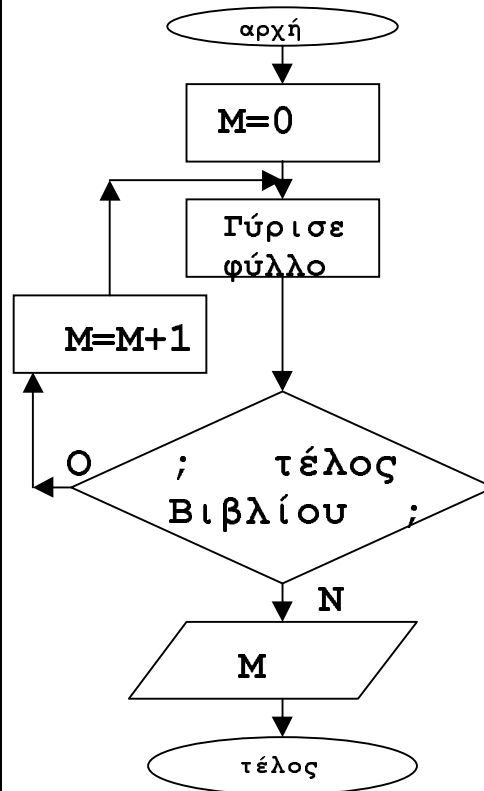 αρχή
M=0
Γύρισε
φύλλο
M=M+1
Ο ; τέλος
Βιβλίου ;
Ν
M
τέλος